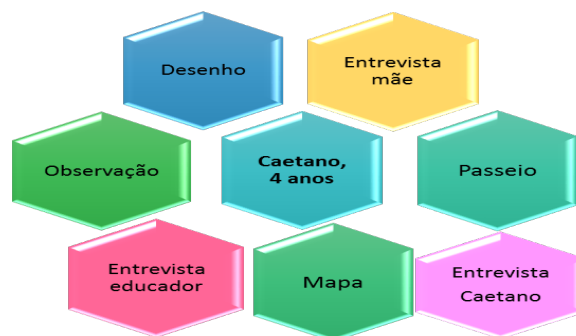 Desenho
Entrevista
mãe
Observação
Caetano,
4 anos
Passeio
Entrevista
educador
Mapa
Entrevista
Caetano